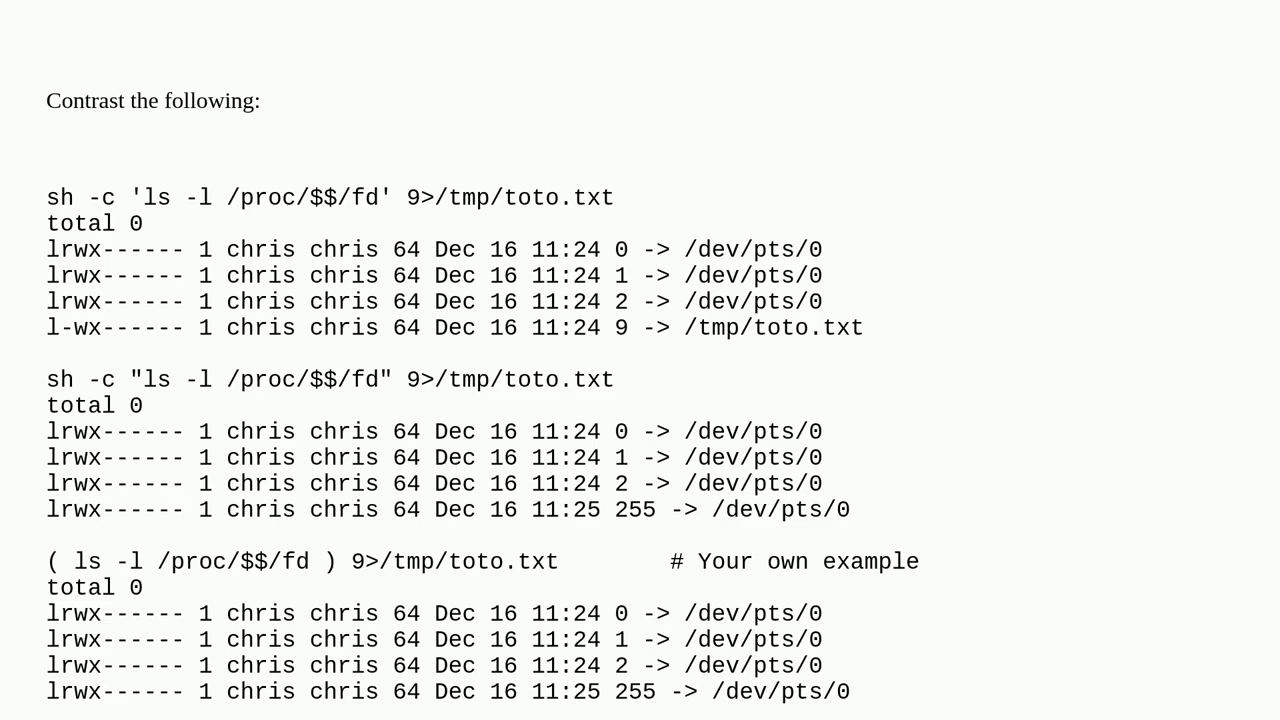 Contrast the following:
sh -c 'ls -l /proc/$$/fd' 9>/tmp/toto.txt
total 0
lrwx------ 1 chris chris 64 Dec 16 11:24 0 -> /dev/pts/0
lrwx------ 1 chris chris 64 Dec 16 11:24 1 -> /dev/pts/0
lrwx------ 1 chris chris 64 Dec 16 11:24 2 -> /dev/pts/0
l-wx------ 1 chris chris 64 Dec 16 11:24 9 -> /tmp/toto.txt
sh -c "ls -l /proc/$$/fd" 9>/tmp/toto.txt
total 0
lrwx------ 1 chris chris 64 Dec 16 11:24 0 -> /dev/pts/0
lrwx------ 1 chris chris 64 Dec 16 11:24 1 -> /dev/pts/0
lrwx------ 1 chris chris 64 Dec 16 11:24 2 -> /dev/pts/0
lrwx------ 1 chris chris 64 Dec 16 11:25 255 -> /dev/pts/0
( ls -l /proc/$$/fd ) 9>/tmp/toto.txt        # Your own example
total 0
lrwx------ 1 chris chris 64 Dec 16 11:24 0 -> /dev/pts/0
lrwx------ 1 chris chris 64 Dec 16 11:24 1 -> /dev/pts/0
lrwx------ 1 chris chris 64 Dec 16 11:24 2 -> /dev/pts/0
lrwx------ 1 chris chris 64 Dec 16 11:25 255 -> /dev/pts/0